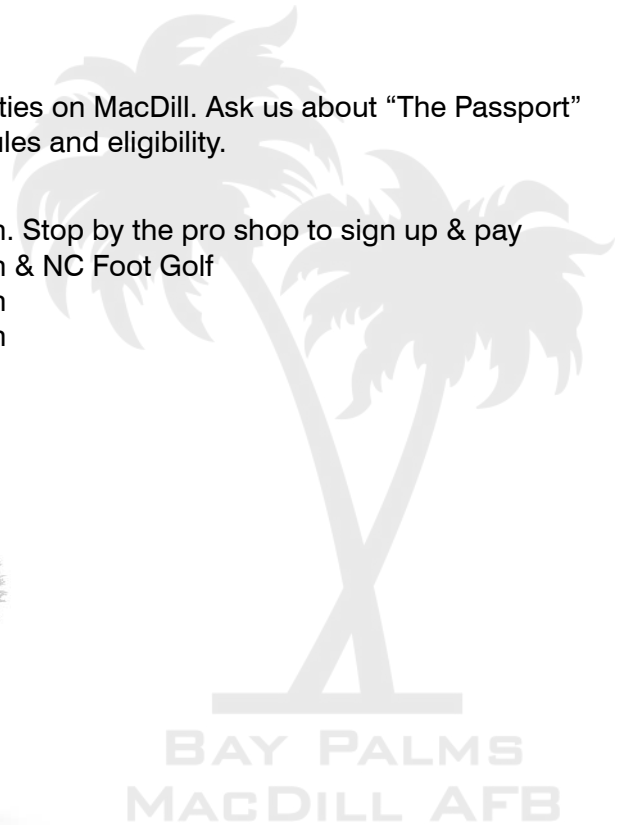 ties on MacDill. Ask us about “The Passport”
ules and eligibility.
n. Stop by the pro shop to sign up & pay
n & NC Foot Golf
n
n
BAY PALMS
MACDILL AFB